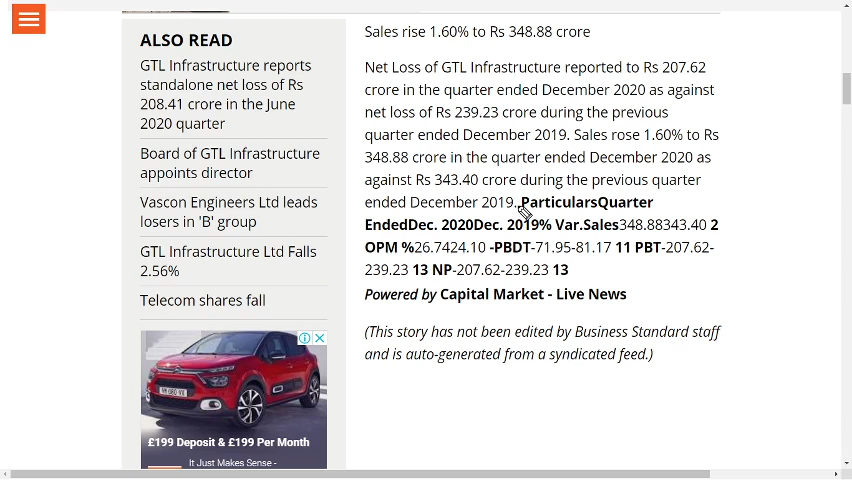 ALSO READ
GTL Infrastructure reports
standalone net loss of Rs
208.41 crore in the June
2020 quarter
Board of GTL Infrastructure
appoints director
Vascon Engineers Ltd leads
losers in 'B' group
GTL Infrastructure Ltd Falls
2.56%
Telecom shares fall
£199 Deposit & £199 Per Month
It Just Makes Sense -
Sales rise 1.60% to Rs 348.88 crore
Net Loss of GTL Infrastructure reported to Rs 207.62
crore in the quarter ended December 2020 as against
net loss of Rs 239.23 crore during the previous
quarter ended December 2019. Sales rose 1.60% to Rs
348.88 crore in the quarter ended December 2020 as
against Rs 343.40 crore during the previous quarter
ended December 2019. ParticularsQuarter
EndedDec. 2020Dec. 2019% Var.Sales348.88343.40 2
OPM %26.7424.10 -PBDT-71.95-81.17 11 PBT-207.62-
239.23 13 NP-207.62-239.23 13
Powered by Capital Market - Live News
(This story has not been edited by Business Standard staff
and is auto-generated from a syndicated feed.)